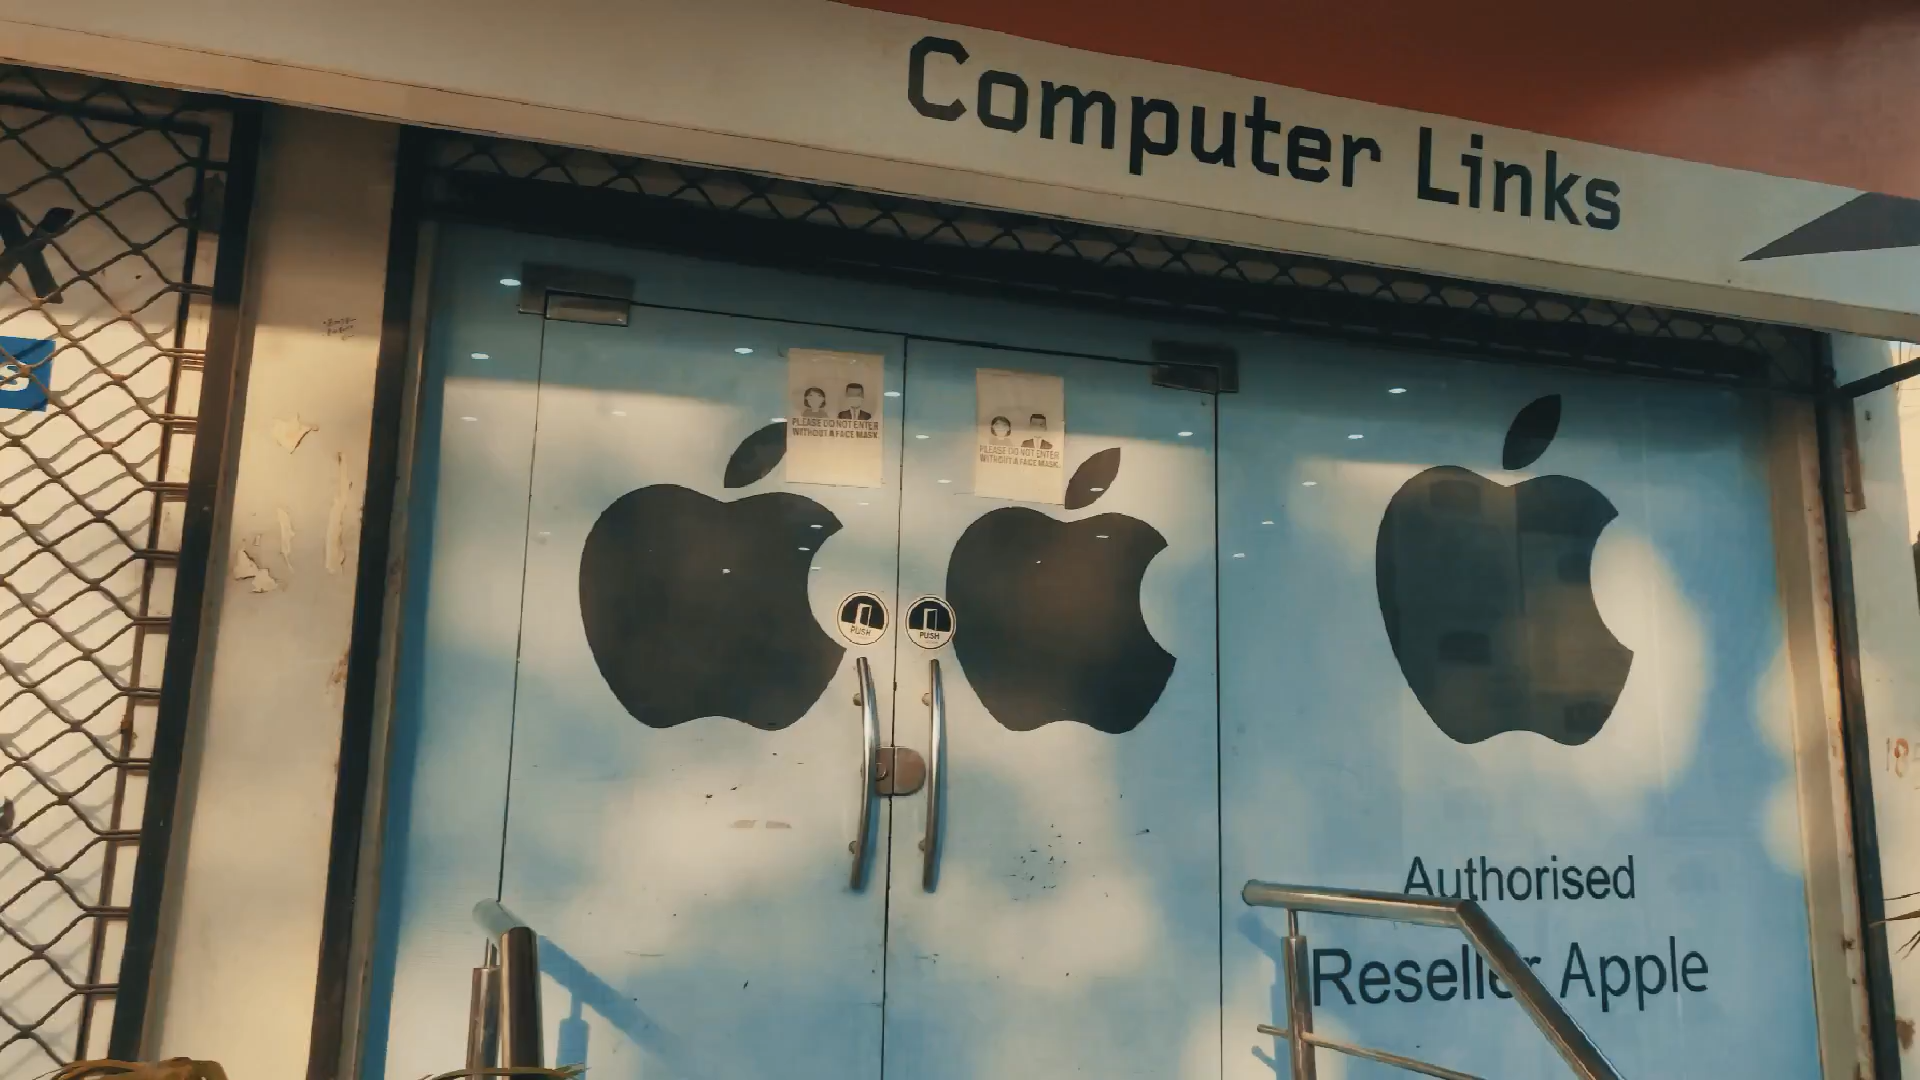 Computer Links
PLEASE DO NOT ENTER
WITHOUT A FACE MASK.
PLEASE DO NOT ENTER
WITHOUT A FACE MASK.
PUSH
PUSH
Authorised
Reseller Apple
X
S